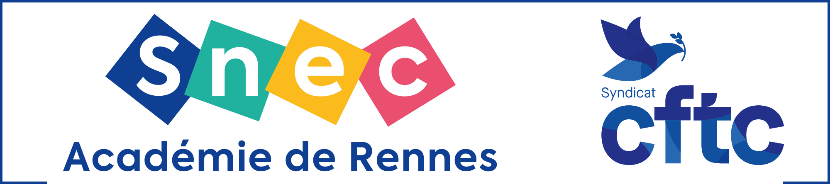 Snec
Académie de Rennes
Syndicat
cftc